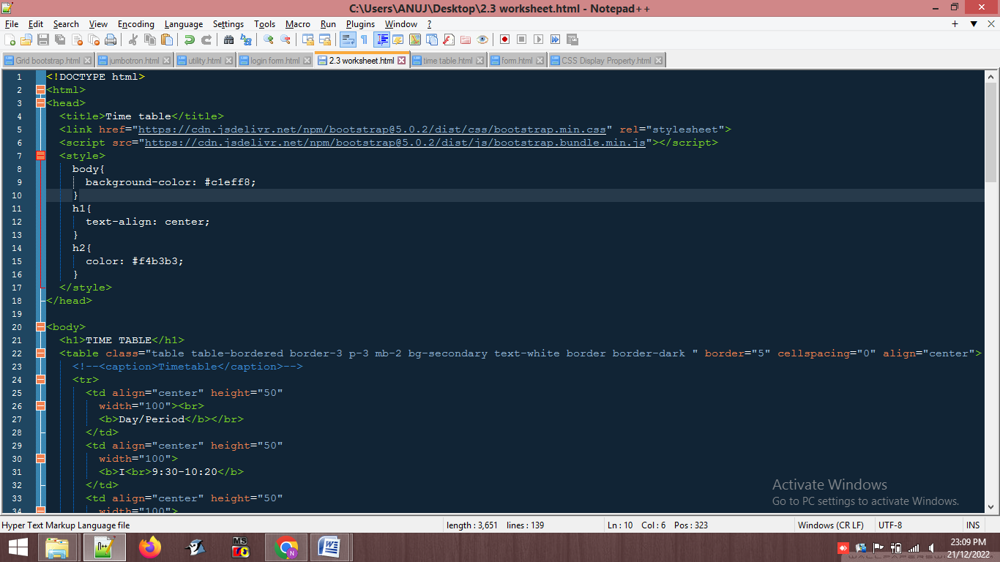 C:\Users\ANUJ\Desktop\2.3 worksheet.html - Notepad++
File Edit Search View Encoding Language Settings Tools Macro Run Plugins Window ?
Grid bootstrap.html jumbotron.html utility.html login form.html 2.3 worksheet.html time table.html form.html CSS Display Property.html
1 <!DOCTYPE html>
2 <html>
3 <head>
4 <title>Time table</title>
5 <link href="https://cdn.jsdelivr.net/npm/bootstrap@5.0.2/dist/css/bootstrap.min.css" rel="stylesheet">
6 <script src="https://cdn.jsdelivr.net/npm/bootstrap@5.0.2/dist/js/bootstrap.bundle.min.js"></script>
7 <style>
8 body{
9 background-color: #c1eff8;
10 }
11 h1{
12 text-align: center;
13 }
14 h2{
15 color: #f4b3b3;
16 }
17 </style>
18 </head>
19
20 <body>
21 <h1>TIME TABLE</h1>
22 <table class="table table-bordered border-3 p-3 mb-2 bg-secondary text-white border border-dark " border="5" cellspacing="0" align="center">
23 <!--<caption>Timetable</caption>-->
24 <tr>
25 <td align="center" height="50"
26 width="100"><br>
27 <b>Day/Period</b></br>
28 </td>
29 <td align="center" height="50"
30 width="100">
31 <b>I<br>9:30-10:20</b>
32 </td>
33 <td align="center" height="50"
34 width="100">
Activate Windows
Go to PC settings to activate Windows.
Hyper Text Markup Language file length : 3,651 lines : 139 Ln : 10 Col : 6 Pos : 323 Windows (CR LF) UTF-8 INS
23:09 PM
21/12/2022